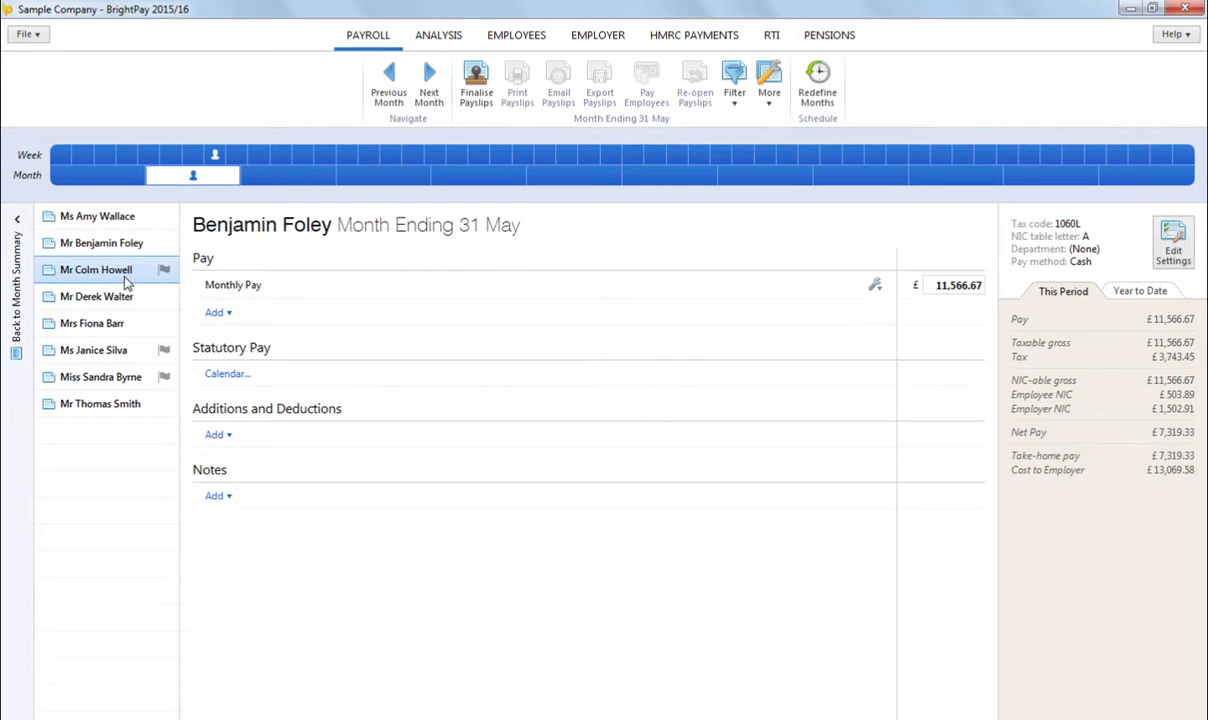 Sample Company - BrightPay 2015/16
File
PAYROLL ANALYSIS EMPLOYEES EMPLOYER HMRC PAYMENTS RTI PENSIONS
Help
Previous Month
Next Month
Finalise Payslips
Print Payslips
Email Payslips
Export Payslips
Pay Employees
Re-open Payslips
Filter
More
Redefine Months
Navigate
Month Ending 31 May
Schedule
Week
Month
Back to Month Summary
Ms Amy Wallace
Mr Benjamin Foley
Mr Colm Howell
Mr Derek Walter
Mrs Fiona Barr
Ms Janice Silva
Miss Sandra Byrne
Mr Thomas Smith
Benjamin Foley Month Ending 31 May
Pay
Monthly Pay £ 11,566.67
Add
Statutory Pay
Calendar...
Additions and Deductions
Add
Notes
Add
Tax code: 1060L
NIC table letter: A
Department: (None)
Pay method: Cash
Edit Settings
This Period Year to Date
Pay £ 11,566.67
Taxable gross £ 11,566.67
Tax £ 3,743.45
NIC-able gross £ 11,566.67
Employee NIC £ 503.89
Employer NIC £ 1,502.91
Net Pay £ 7,319.33
Take-home pay £ 7,319.33
Cost to Employer £ 13,069.58